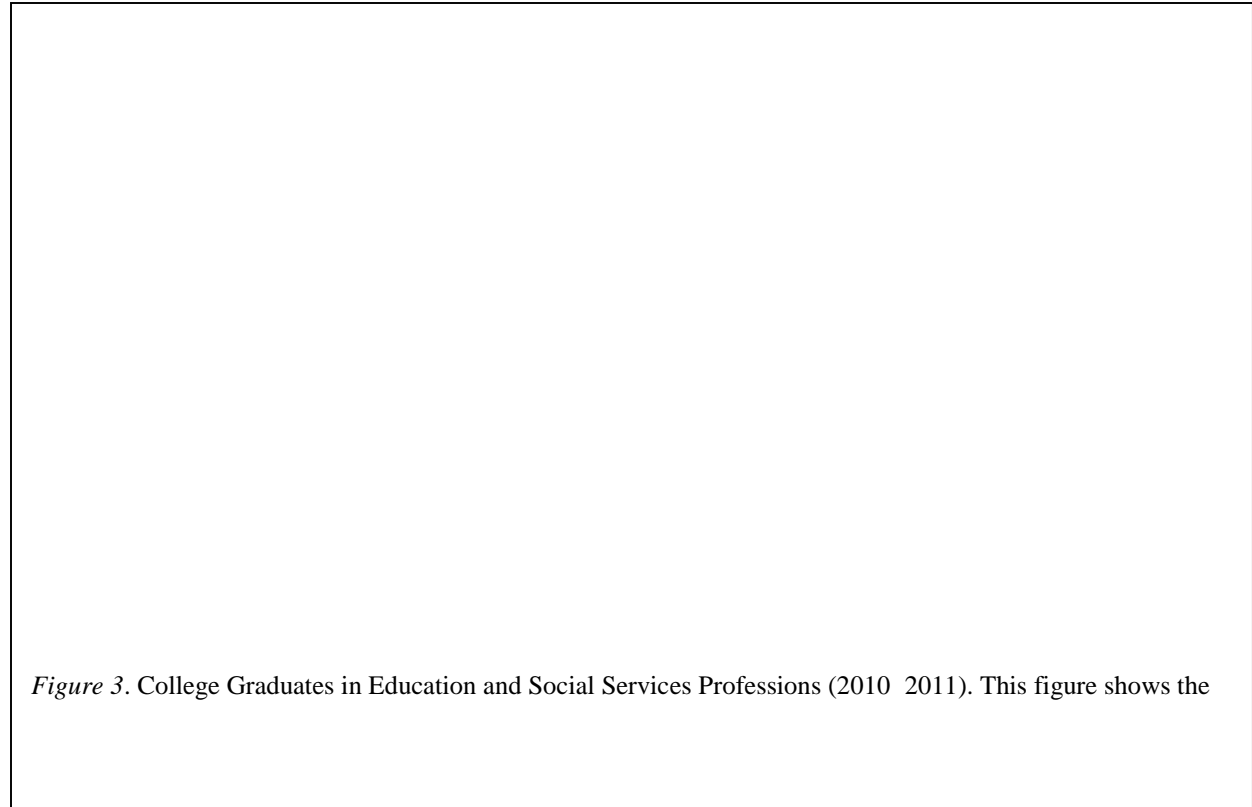 Figure 3. College Graduates in Education and Social Services Professions (2010  2011). This figure shows the